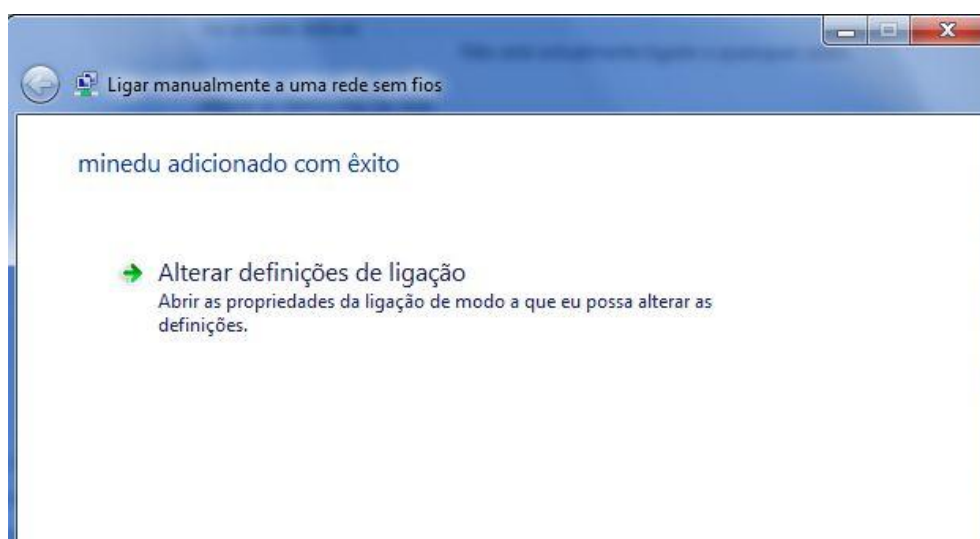 Ligar manualmente a uma rede sem fios
minedu adicionado com êxito
Alterar definições de ligação
Abrir as propriedades da ligação de modo a que eu possa alterar as
definições.